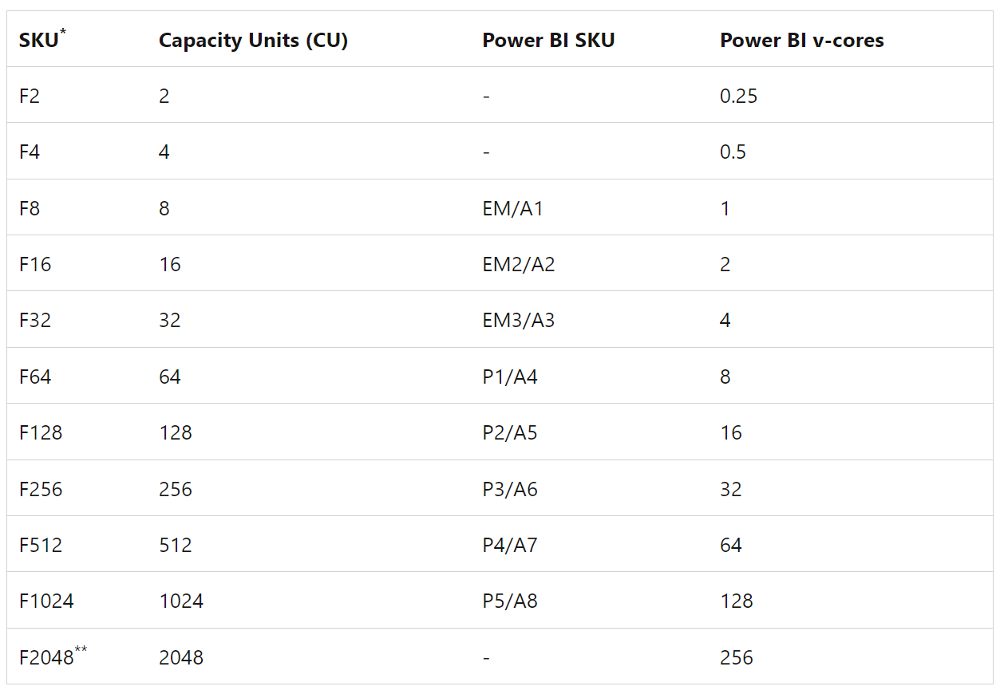 SKU* Capacity Units (CU) Power BI SKU Power BI v-cores
F2 2 - 0.25
F4 4 - 0.5
F8 8 EM/A1 1
F16 16 EM2/A2 2
F32 32 EM3/A3 4
F64 64 P1/A4 8
F128 128 P2/A5 16
F256 256 P3/A6 32
F512 512 P4/A7 64
F1024 1024 P5/A8 128
F2048** 2048 - 256